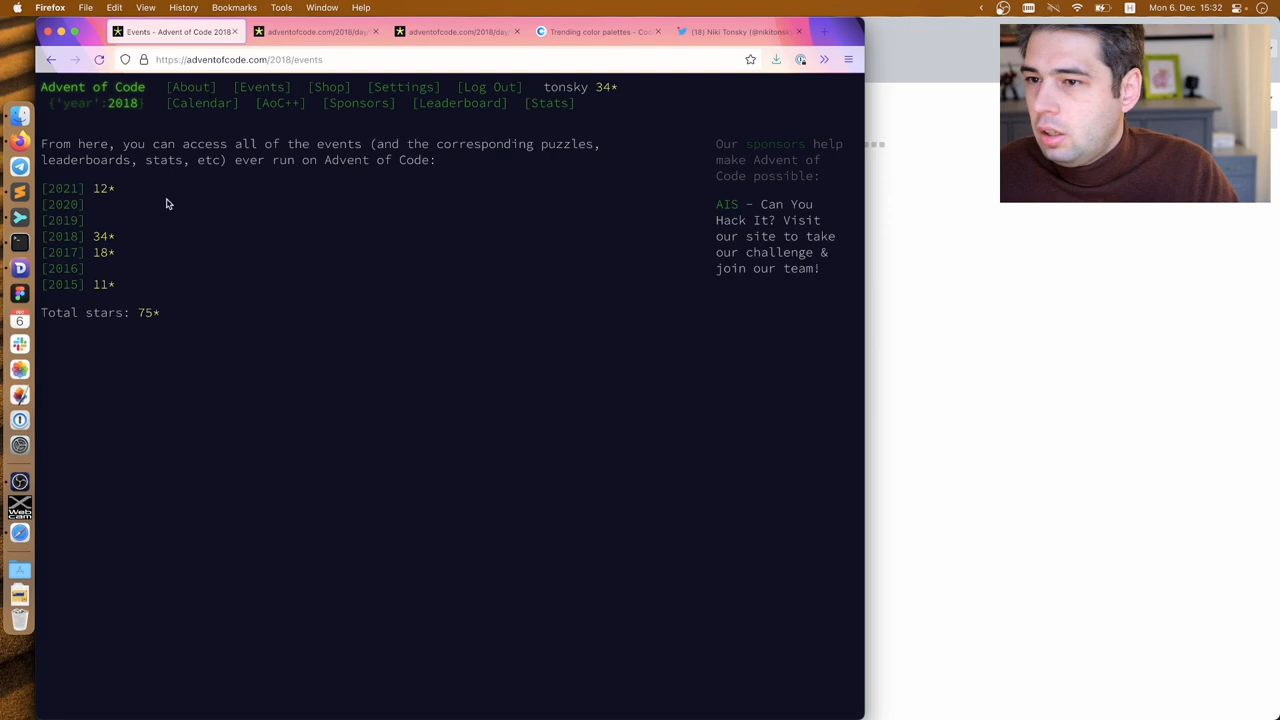 Firefox File Edit View History Bookmarks Tools Window Help
Mon 6. Dec 15:32
Events - Advent of Code 2018
adventofcode.com/2018/day/
adventofcode.com/2018/day/
Trending color palettes - Co
(18) Niki Tonsky (@nikitonsk
https://adventofcode.com/2018/events
Advent of Code [About] [Events] [Shop] [Settings] [Log Out] tonsky 34*
{'year':2018} [Calendar] [AoC++] [Sponsors] [Leaderboard] [Stats]
From here, you can access all of the events (and the corresponding puzzles,
leaderboards, stats, etc) ever run on Advent of Code:
[2021] 12*
[2020]
[2019]
[2018] 34*
[2017] 18*
[2016]
[2015] 11*
Total stars: 75*
Our sponsors help
make Advent of
Code possible:
AIS - Can You
Hack It? Visit
our site to take
our challenge &
join our team!
DEC
6
Web
cam